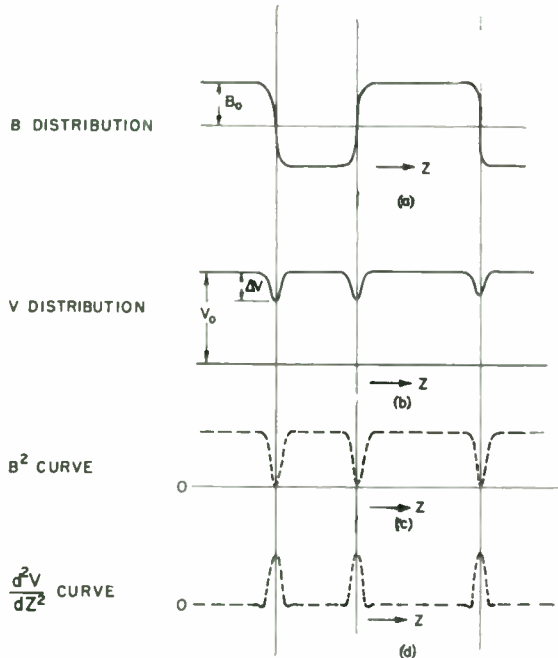 B₀
B DISTRIBUTION
Z
(a)
ΔV
V DISTRIBUTION
V₀
Z
(b)
B² CURVE
0
Z
(c)
d²V
dZ² CURVE
0
Z
(d)